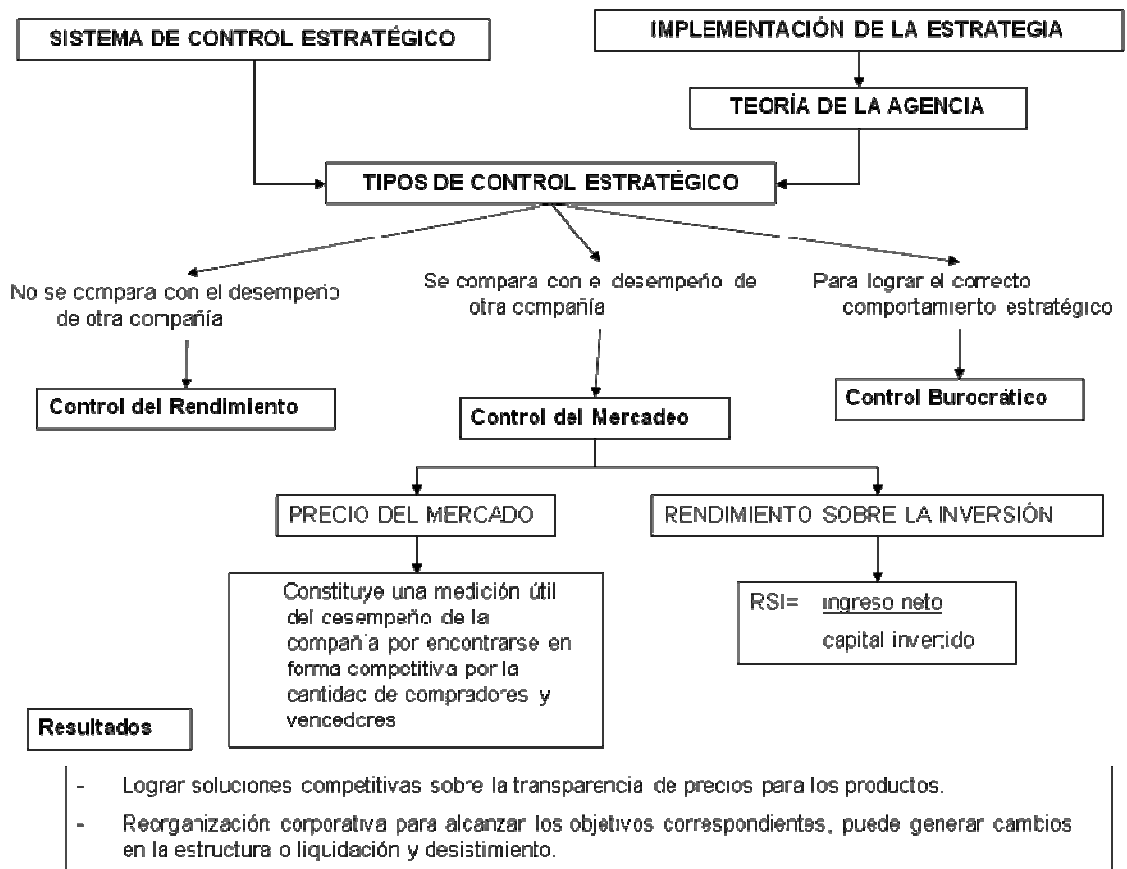 SISTEMA DE CONTROL ESTRATÉGICO
IMPLEMENTACIÓN DE LA ESTRATEGIA
TEORÍA DE LA AGENCIA
TIPOS DE CONTROL ESTRATÉGICO
No se compara con el desempeño
de otra compañía
Se compara con el desempeño de
otra compañía
Para lograr el correcto
comportamiento estratégico
Control del Rendimiento
Control del Mercadeo
Control Burocrático
PRECIO DEL MERCADO
RENDIMIENTO SOBRE LA INVERSIÓN
Constituye una medición útil
del desempeño de la
compañía por encontrarse en
forma competitiva por la
cantidad de compradores y
vendedores
RSI= ingreso neto
capital invertido
Resultados
- Lograr soluciones competitivas sobre la transparencia de precios para los productos.
- Reorganización corporativa para alcanzar los objetivos correspondientes, puede generar cambios
en la estructura o liquidación y desistimiento.